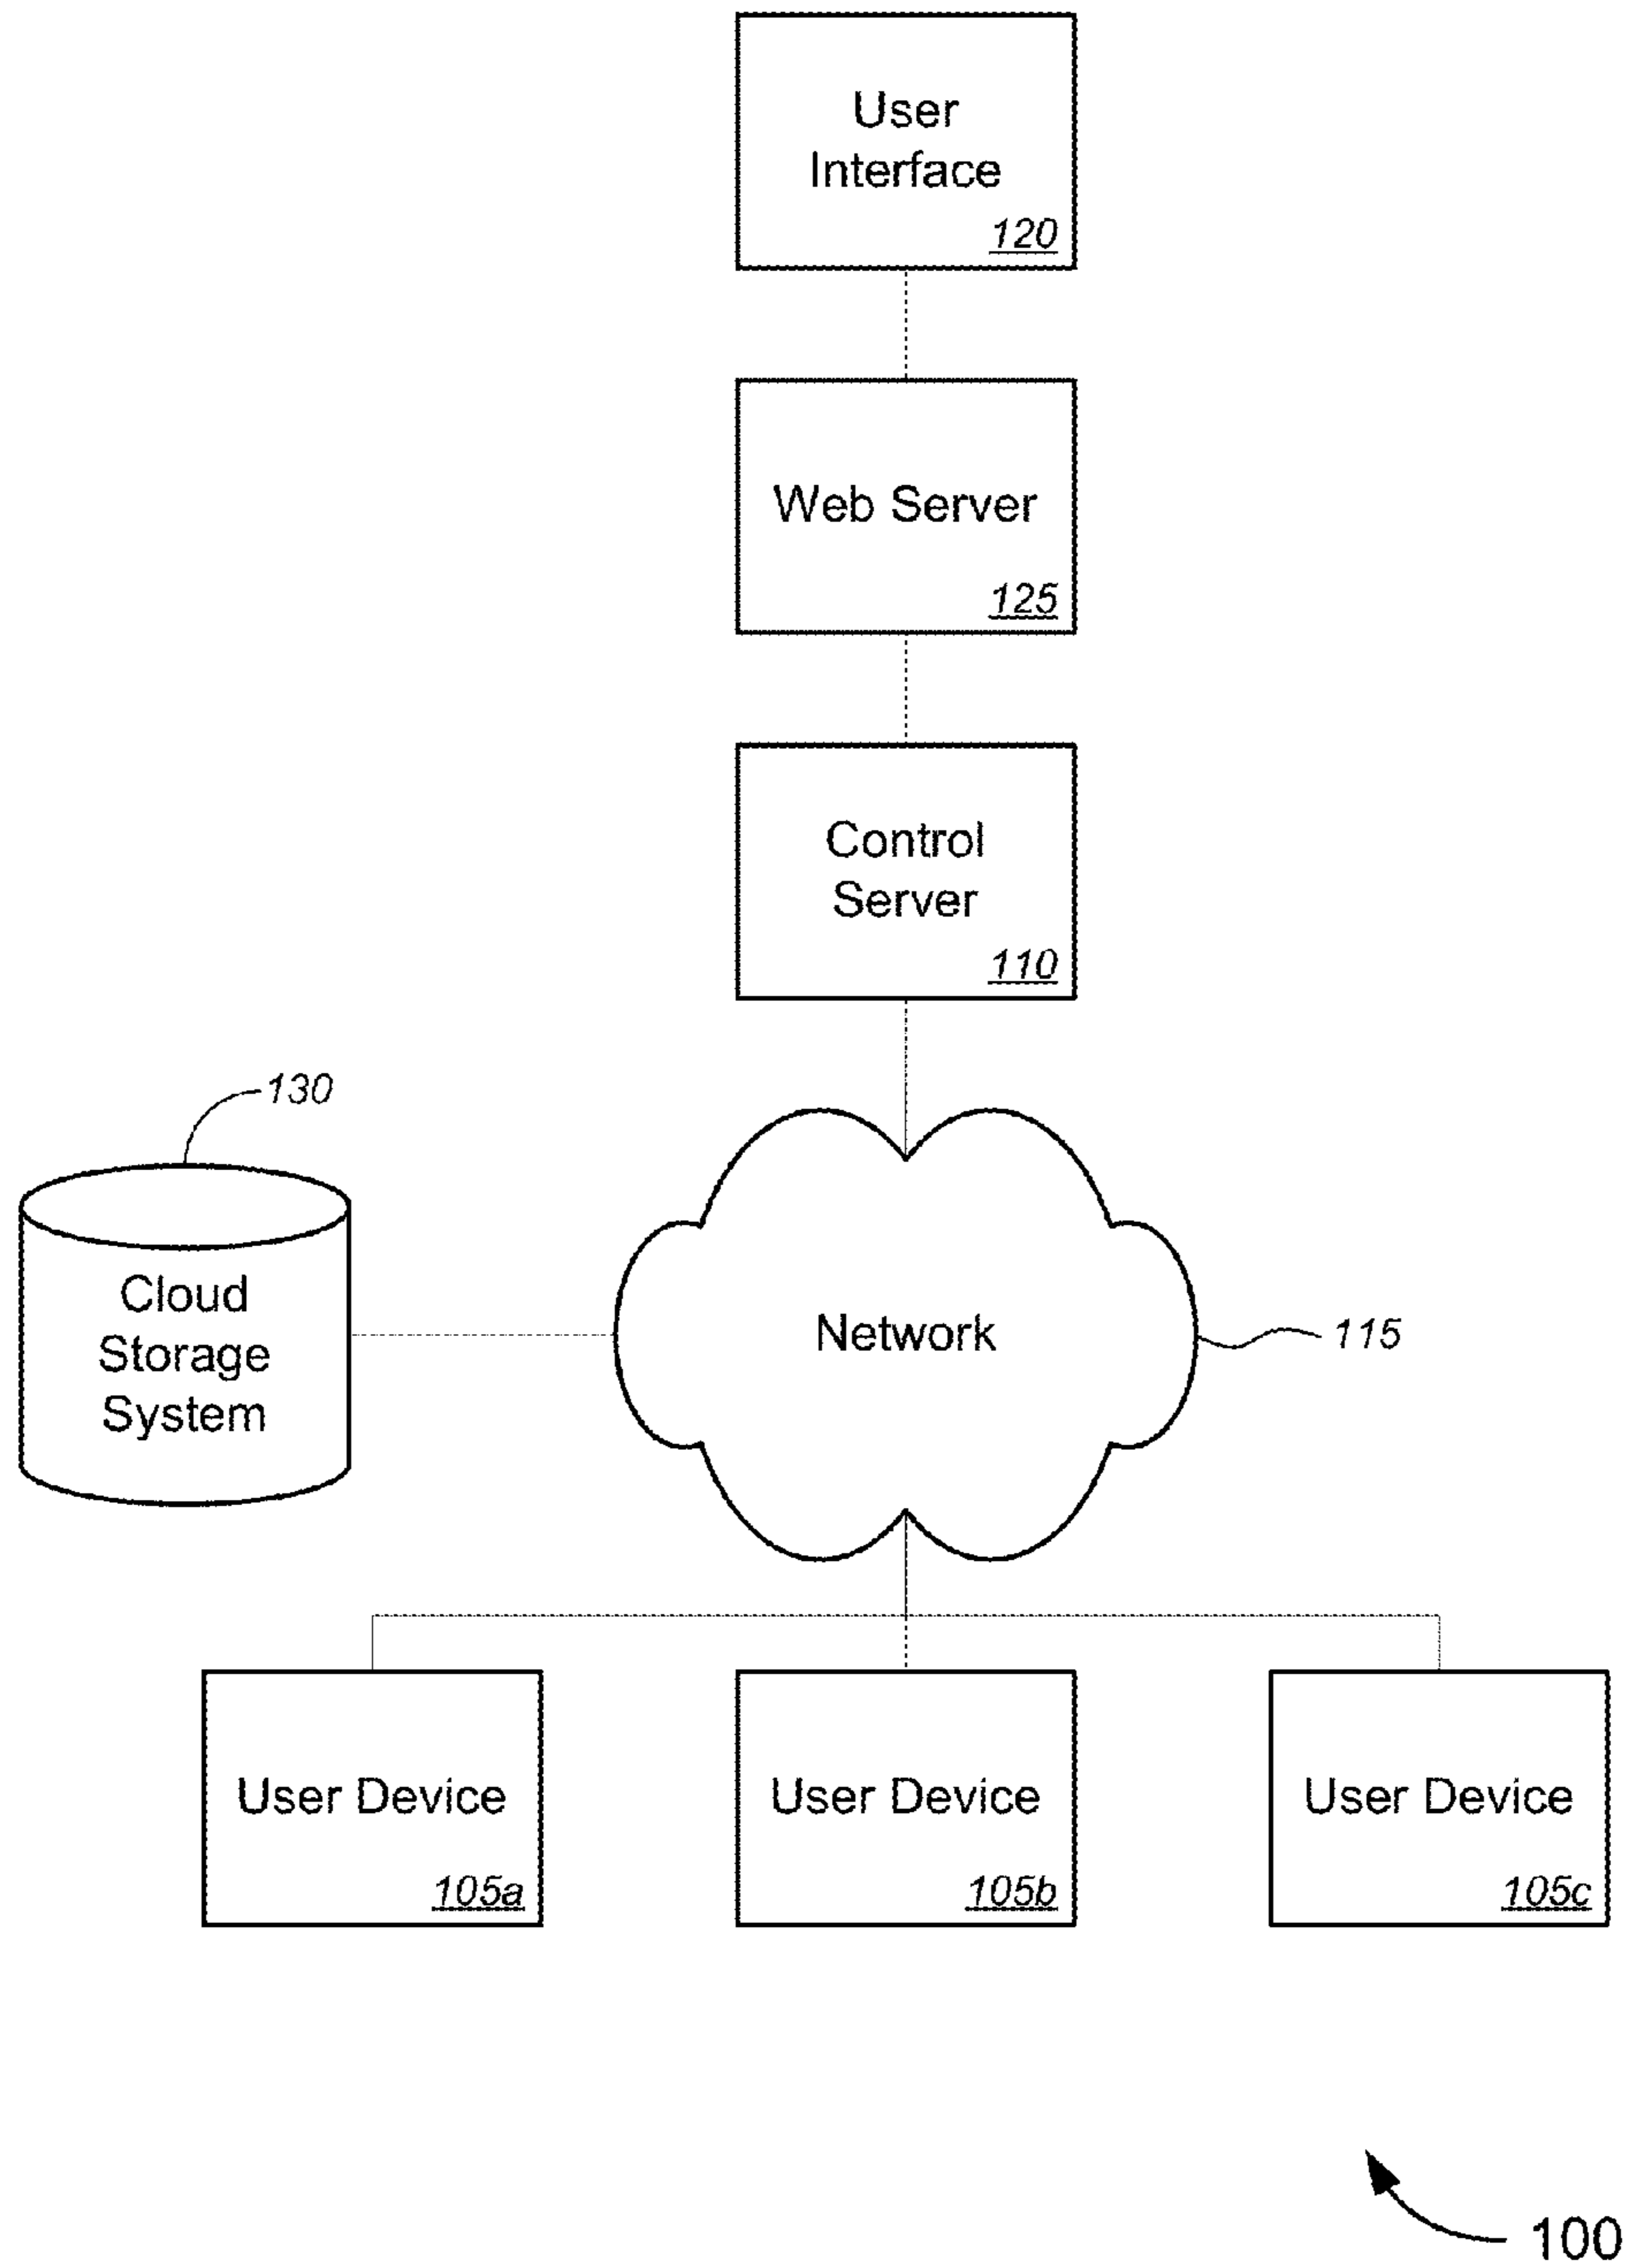 User
Interface
120
Web Server
125
Control
Server
110
130
Cloud
Storage
System
Network
115
User Device
105a
User Device
105b
User Device
105c
100